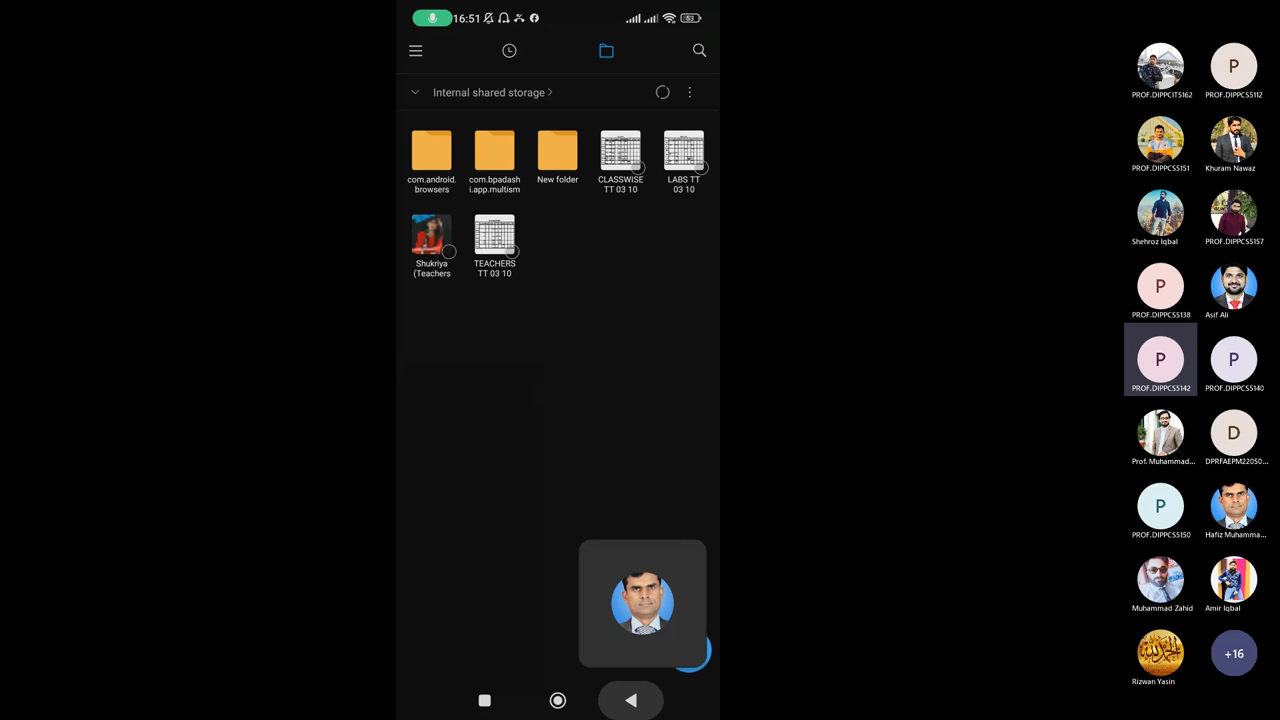 16:51
53
Internal shared storage
com.android.
browsers
com.bpadash
i.app.multism
New folder
CLASSWISE
TT 03 10
LABS TT
03 10
Shukriya
(Teachers
TEACHERS
TT 03 10
PROF.DIPPCIT5162
PROF.DIPPCS5112
PROF.DIPPCS5151
Khuram Nawaz
Shehroz Iqbal
PROF.DIPPCS5157
P
PROF.DIPPCS5138
Asif Ali
P
PROF.DIPPCS5142
P
PROF.DIPPCS5140
Prof. Muhammad...
D
DPRFAEPM22050...
P
PROF.DIPPCS5150
Hafiz Muhamma...
Muhammad Zahid
Amir Iqbal
Rizwan Yasin
+16
P